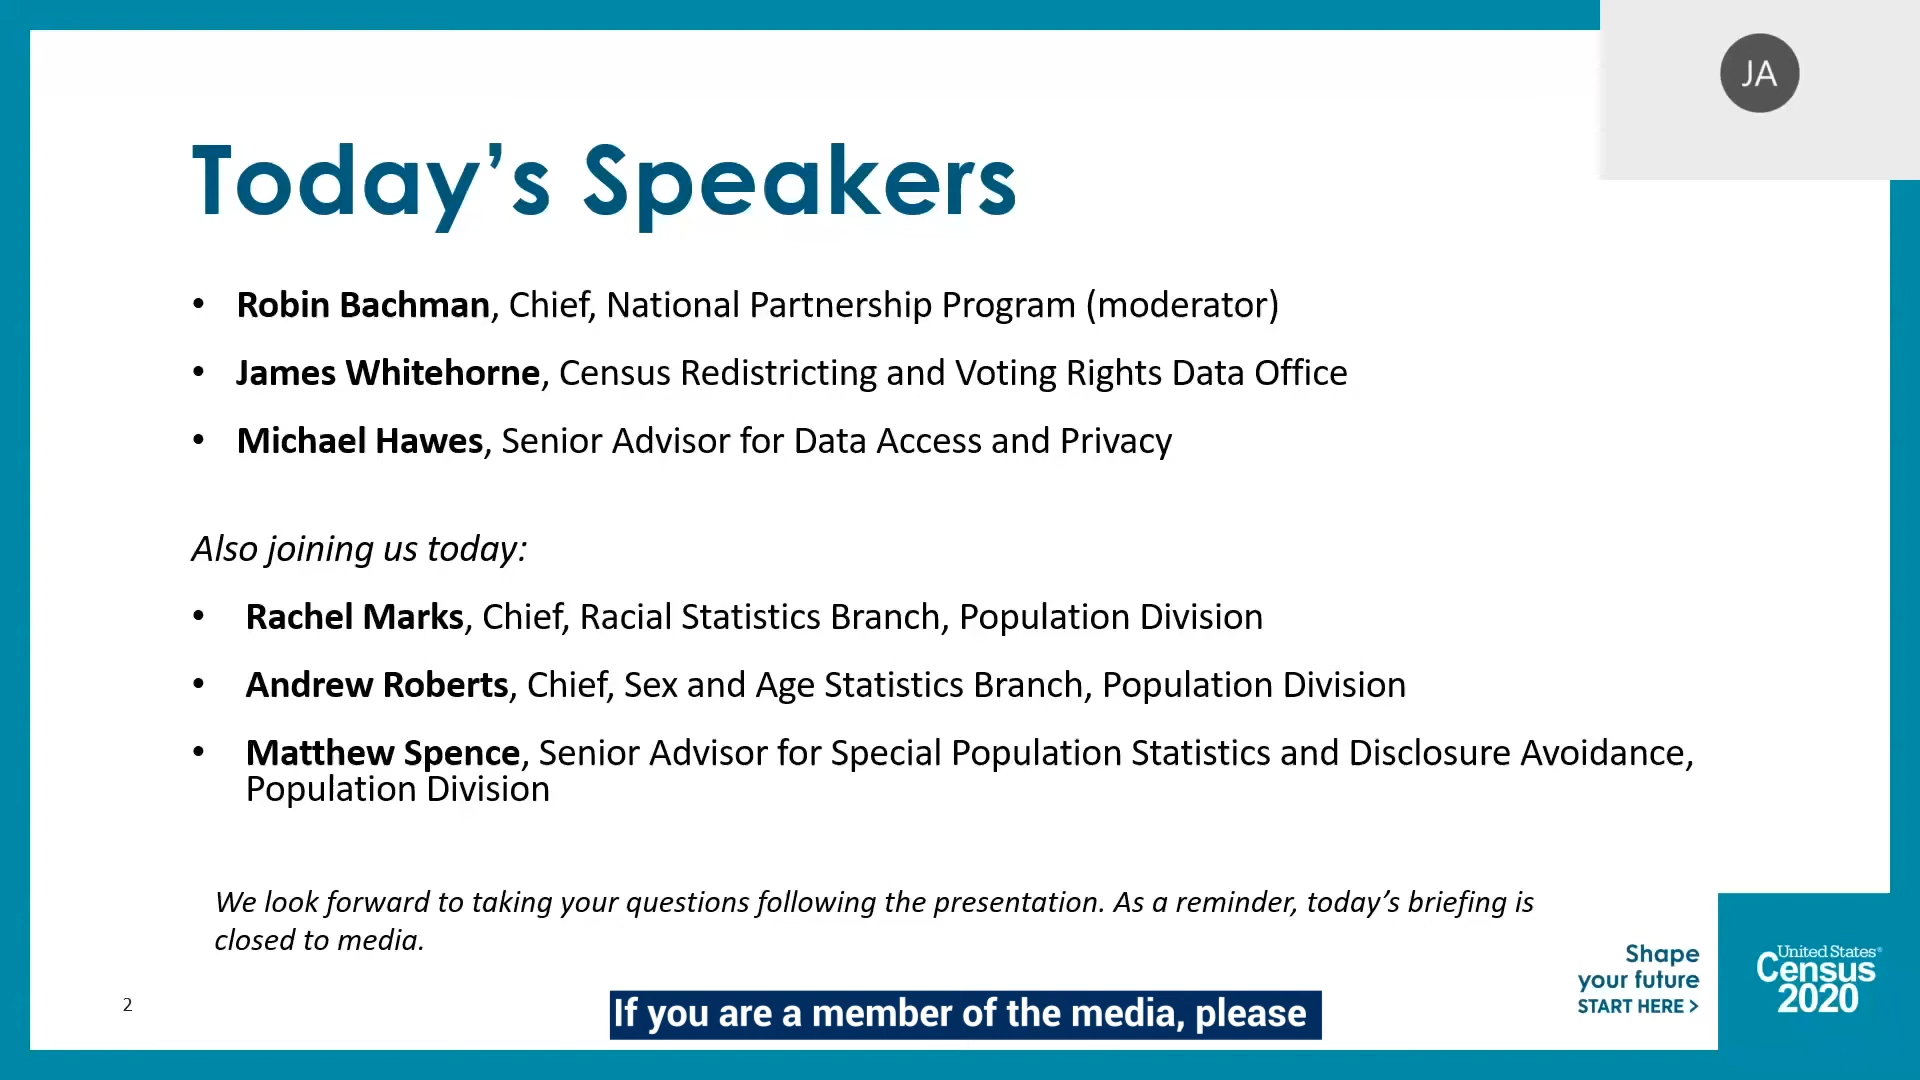 JA
Today’s Speakers
• Robin Bachman, Chief, National Partnership Program (moderator)
• James Whitehorne, Census Redistricting and Voting Rights Data Office
• Michael Hawes, Senior Advisor for Data Access and Privacy
Also joining us today:
• Rachel Marks, Chief, Racial Statistics Branch, Population Division
• Andrew Roberts, Chief, Sex and Age Statistics Branch, Population Division
• Matthew Spence, Senior Advisor for Special Population Statistics and Disclosure Avoidance,
Population Division
We look forward to taking your questions following the presentation. As a reminder, today’s briefing is
closed to media.
Shape
your future
START HERE >
United States®
Census
2020
2
If you are a member of the media, please